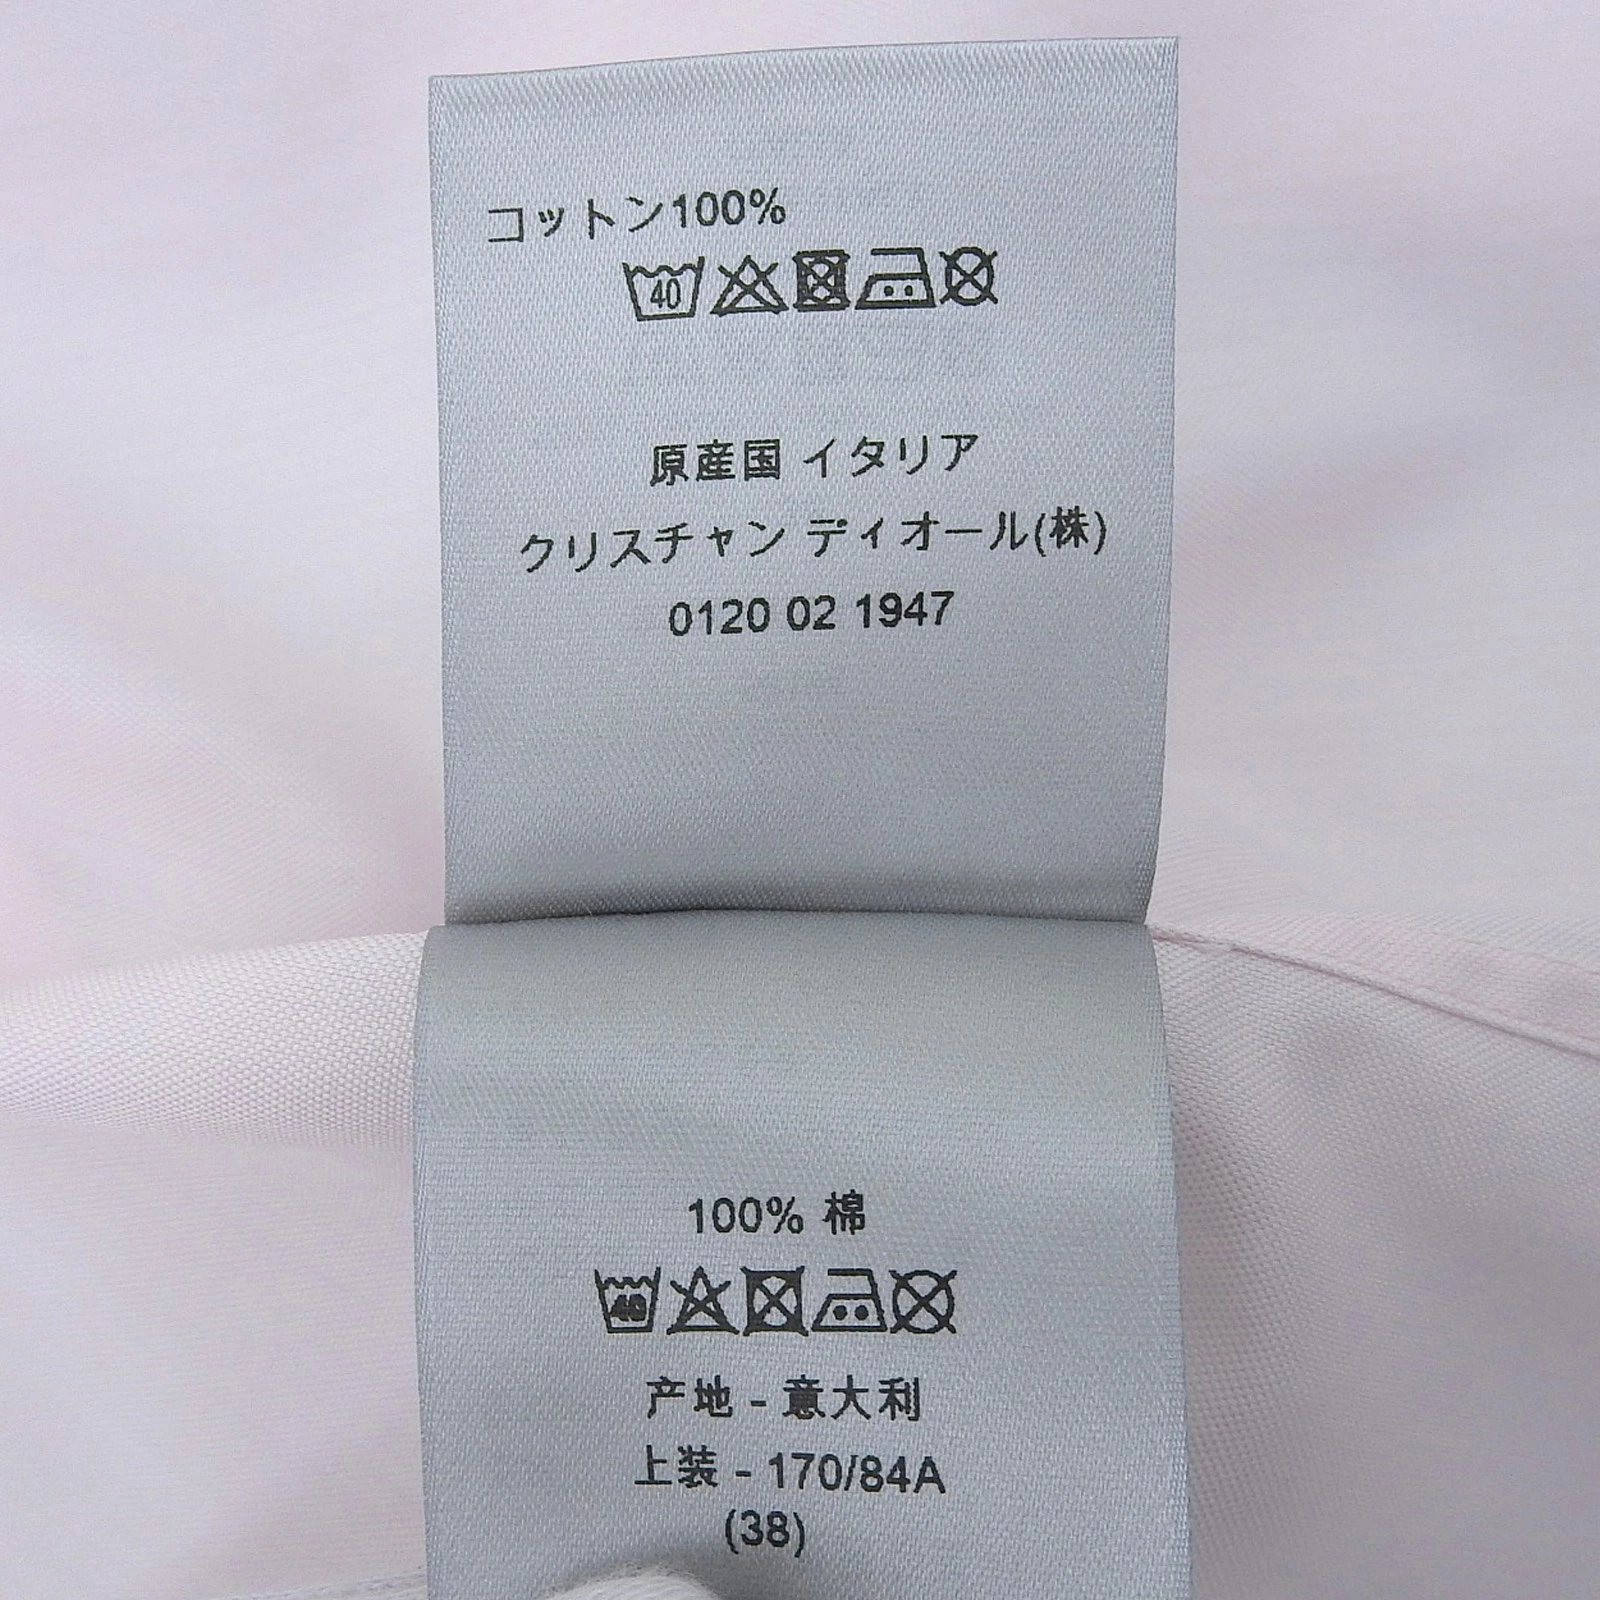 コットン100%
40
原産国 イタリア
クリスチャン ディオール(株)
0120 02 1947
100% 棉
40
产地 - 意大利
上装 - 170/84A
(38)